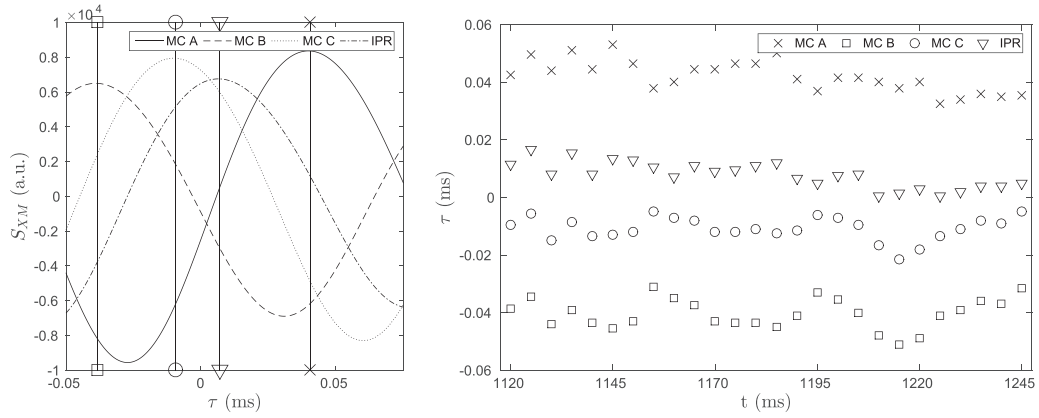 ×10⁴
MC A MC B MC C IPR
1
0.8
0.6
0.4
0.2
0
-0.2
-0.4
-0.6
-0.8
-1
S_XM (a.u.)
-0.05 0 0.05
τ (ms)
MC A MC B MC C IPR
0.06
0.04
0.02
0
-0.02
-0.04
-0.06
τ (ms)
1120 1145 1170 1195 1220 1245
t (ms)